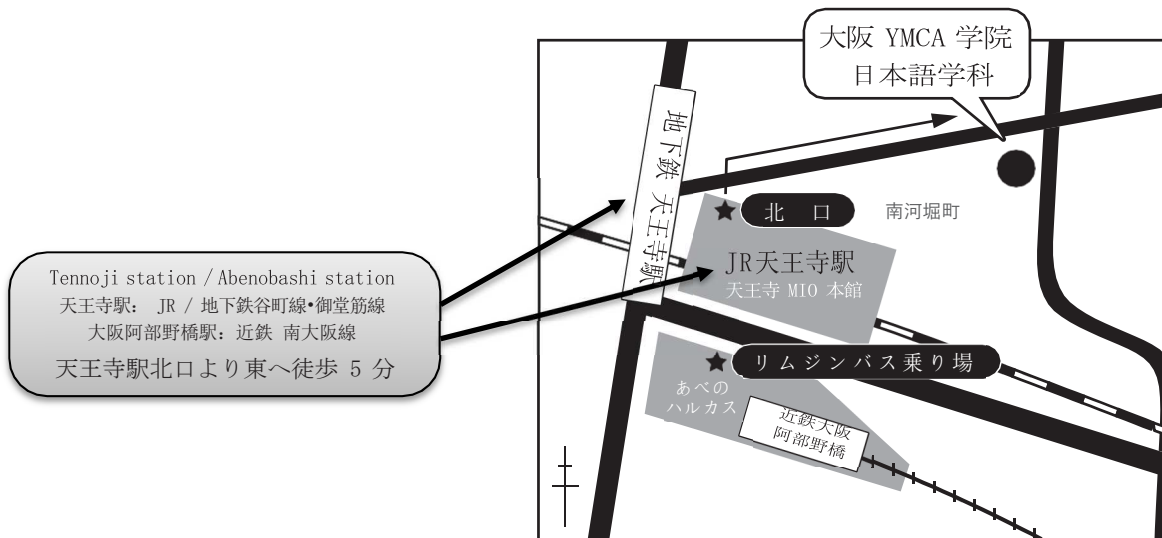 大阪 YMCA 学院
日本語学科
地下鉄 天王寺駅
北 口
南河堀町
JR天王寺駅
天王寺 MIO 本館
Tennoji station / Abenobashi station
天王寺駅： JR / 地下鉄谷町線・御堂筋線
大阪阿部野橋駅：近鉄 南大阪線
天王寺駅北口より東へ徒歩 5 分
リムジンバス乗り場
あべの
ハルカス
近鉄大阪
阿部野橋